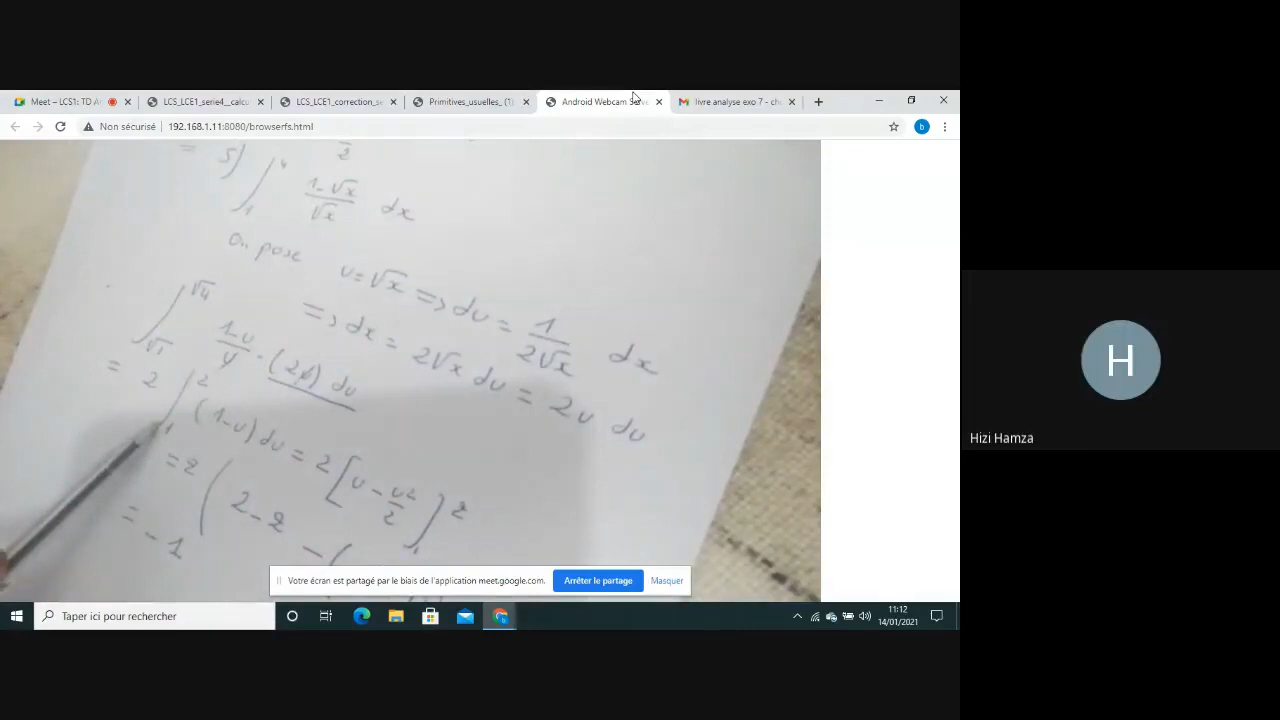 Meet – LCS1: TD A
LCS_LCE1_serie4__calcu
LCS_LCE1_correction_se
Primitives_usuelles_ (1)
Android Webcam Serve
livre analyse exo 7 - ch
Non sécurisé
192.168.1.11:8080/browserfs.html
b
= 2
5) ∫₁⁴ (1-√x)/√x dx
On pose u = √x => du = 1/(2√x) dx
=> dx = 2√x du = 2u du
∫_√1^√4 (1-u)/u . (2u) du
= 2 ∫₁² (1-u) du = 2 [u - u²/2]₁²
= 2 ( 2 - 2 - (
= -1
Votre écran est partagé par le biais de l'application meet.google.com.
Arrêter le partage
Masquer
Taper ici pour rechercher
11:12
14/01/2021
H
Hizi Hamza